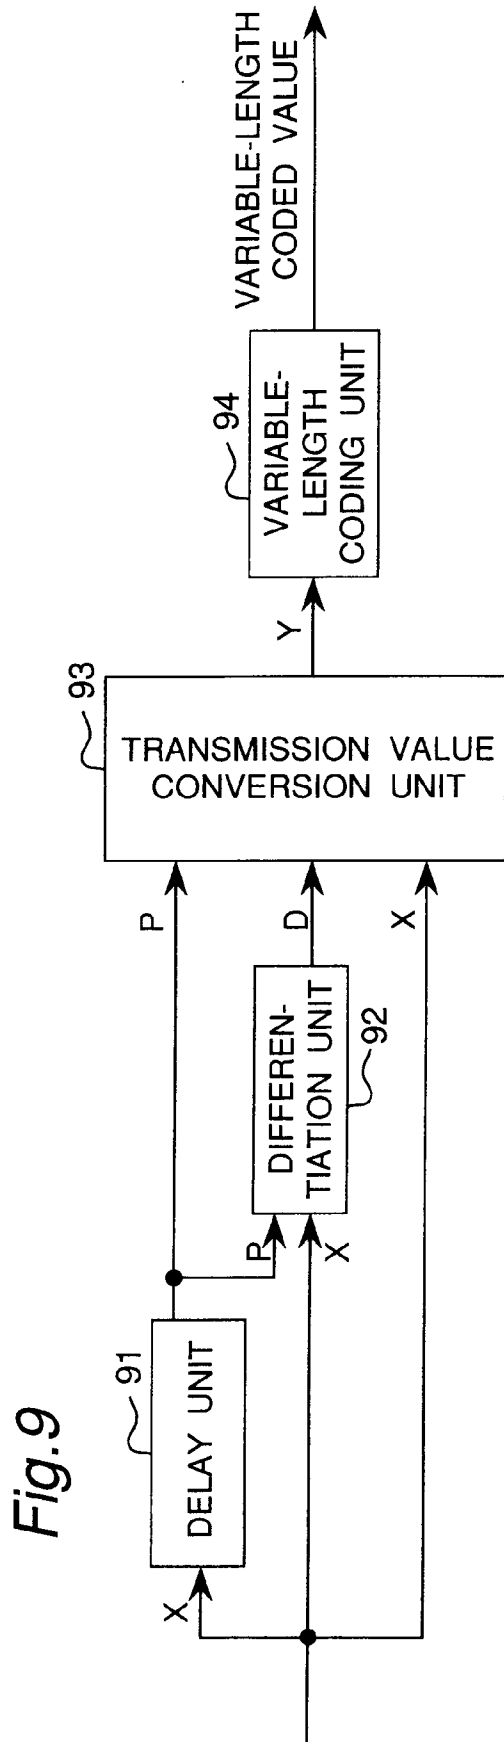 Fig.9
X
DELAY UNIT
91
P
X
DIFFEREN-
TIATION UNIT
92
P
D
X
93
TRANSMISSION VALUE
CONVERSION UNIT
Y
94
VARIABLE-
LENGTH
CODING UNIT
VARIABLE-LENGTH
CODED VALUE